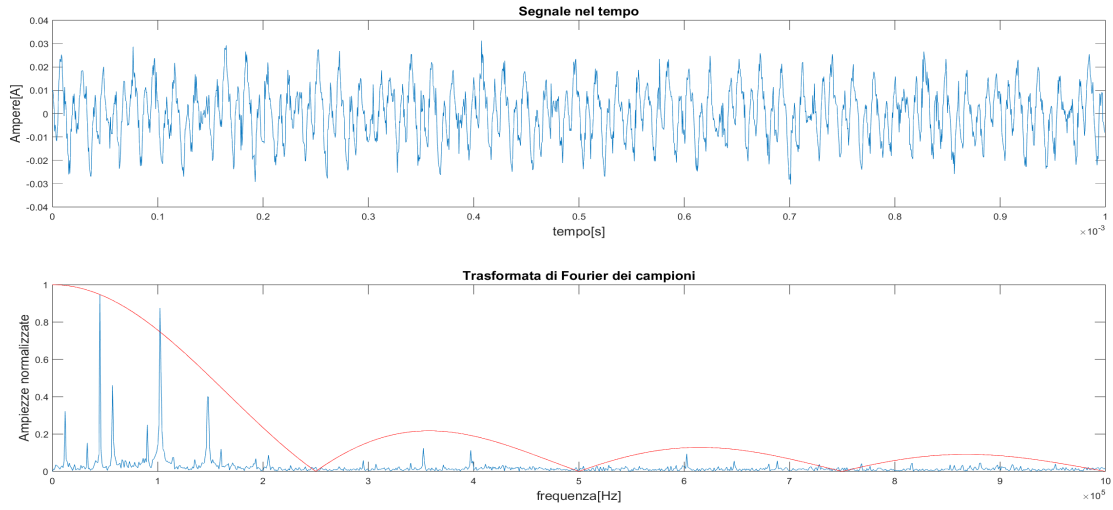 Segnale nel tempo
0.04
0.03
0.02
0.01
0
-0.01
-0.02
-0.03
-0.04
Ampere[A]
0 0.1 0.2 0.3 0.4 0.5 0.6 0.7 0.8 0.9 1
tempo[s]
×10⁻³
Trasformata di Fourier dei campioni
1
0.8
0.6
0.4
0.2
0
Ampiezze normalizzate
0 1 2 3 4 5 6 7 8 9 10
frequenza[Hz]
×10⁵